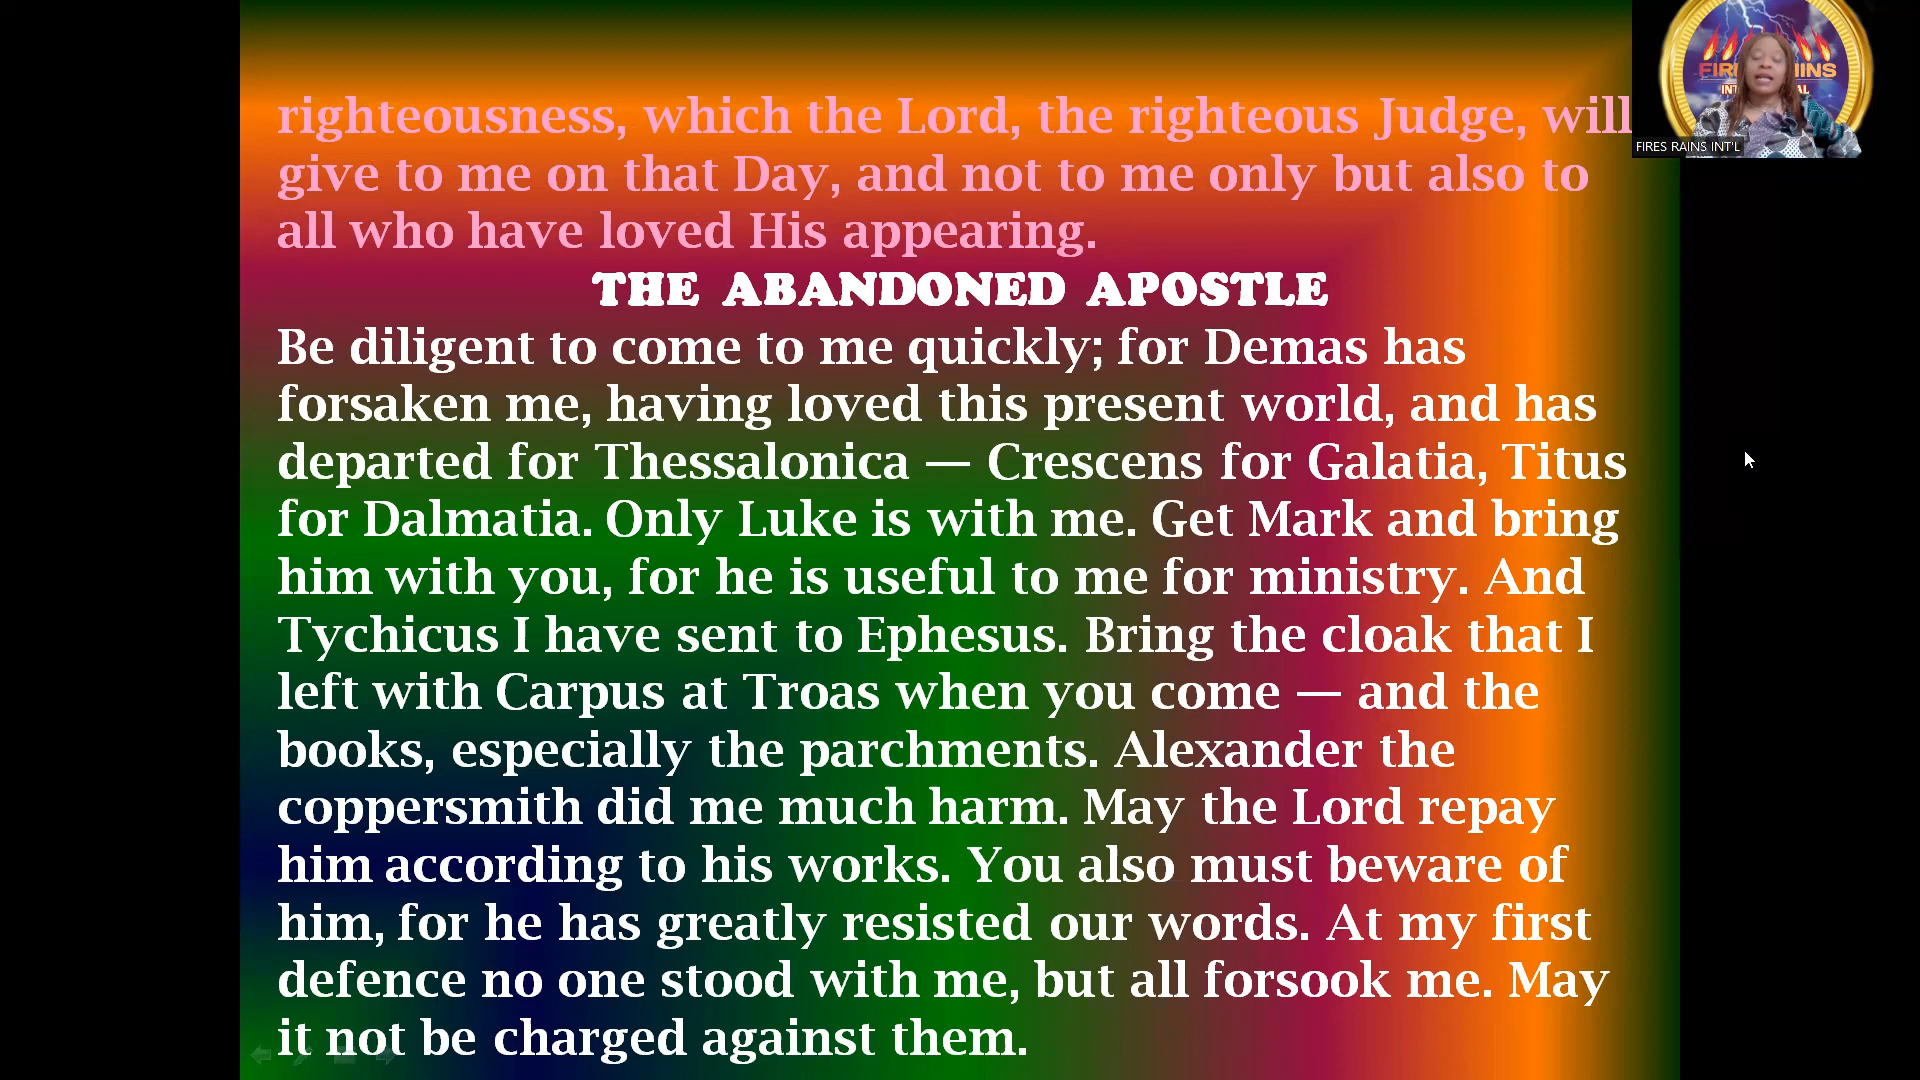 righteousness, which the Lord, the righteous Judge, will
give to me on that Day, and not to me only but also to
all who have loved His appearing.
THE ABANDONED APOSTLE
Be diligent to come to me quickly; for Demas has
forsaken me, having loved this present world, and has
departed for Thessalonica — Crescens for Galatia, Titus
for Dalmatia. Only Luke is with me. Get Mark and bring
him with you, for he is useful to me for ministry. And
Tychicus I have sent to Ephesus. Bring the cloak that I
left with Carpus at Troas when you come — and the
books, especially the parchments. Alexander the
coppersmith did me much harm. May the Lord repay
him according to his works. You also must beware of
him, for he has greatly resisted our words. At my first
defence no one stood with me, but all forsook me. May
it not be charged against them.
FIRES RAINS INT'L